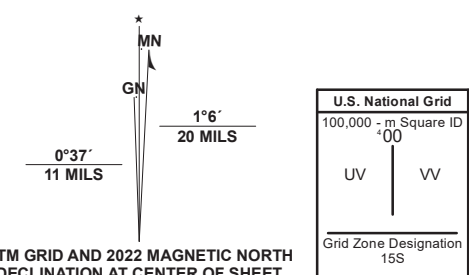 ★
MN
GN
1°6´
20 MILS
0°37´
11 MILS
TM GRID AND 2022 MAGNETIC NORTH
DECLINATION AT CENTER OF SHEET
U.S. National Grid
100,000 - m Square ID
⁴00
UV
VV
Grid Zone Designation
15S